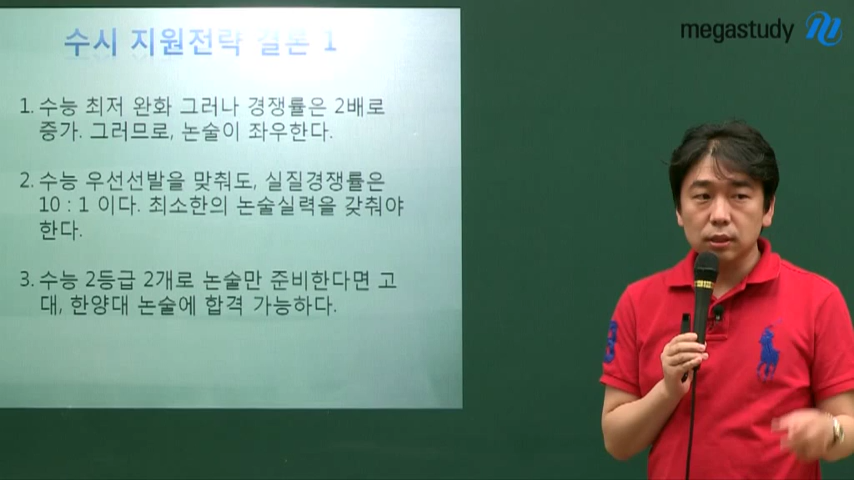 수시 지원전략 결론 1
megastudy
1. 수능 최저 완화 그러나 경쟁률은 2배로
증가. 그러므로, 논술이 좌우한다.
2. 수능 우선선발을 맞춰도, 실질경쟁률은
10 : 1 이다. 최소한의 논술실력을 갖춰야
한다.
3. 수능 2등급 2개로 논술만 준비한다면 고
대, 한양대 논술에 합격 가능하다.
3